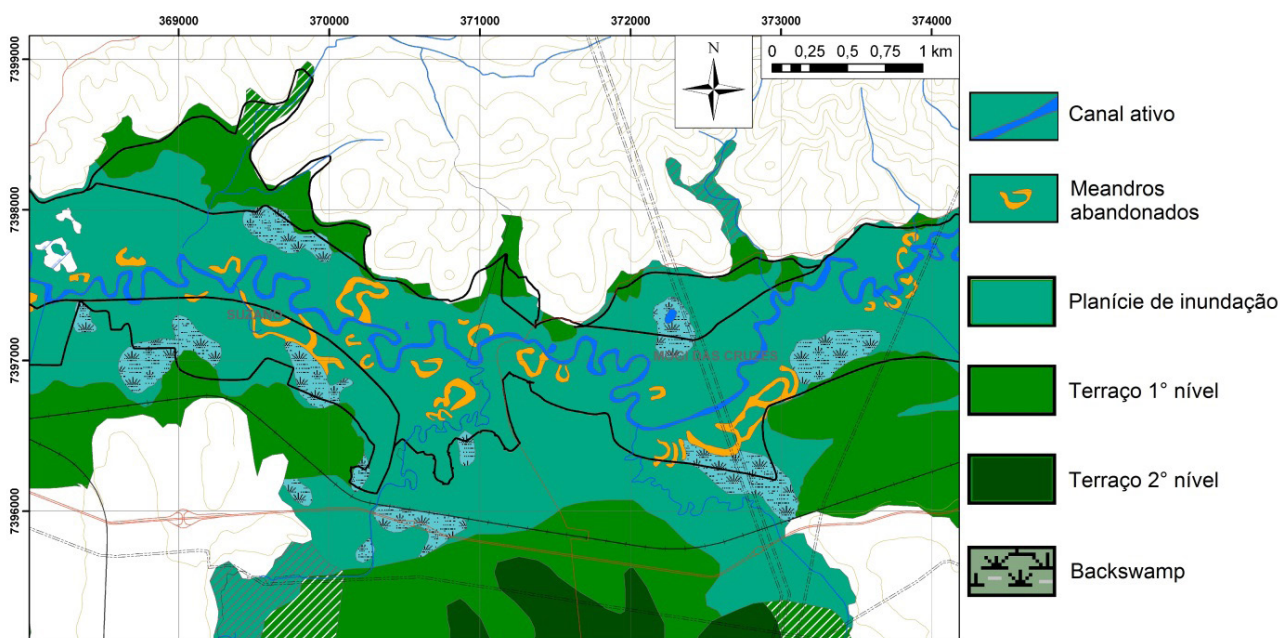 369000 370000 371000 372000 373000 374000
7399000
7398000
7397000
7396000
N
0 0,25 0,5 0,75 1 km
SUZANO
MOGI DAS CRUZES
Canal ativo
Meandros
abandonados
Planície de inundação
Terraço 1° nível
Terraço 2° nível
Backswamp